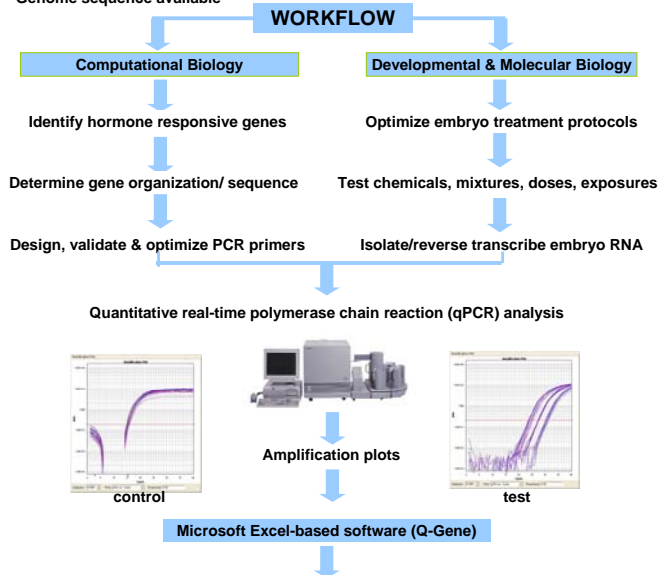 Genome sequence available
WORKFLOW
Computational Biology
Developmental & Molecular Biology
Identify hormone responsive genes
Optimize embryo treatment protocols
Determine gene organization/ sequence
Test chemicals, mixtures, doses, exposures
Design, validate & optimize PCR primers
Isolate/reverse transcribe embryo RNA
Quantitative real-time polymerase chain reaction (qPCR) analysis
Amplification plots
control
test
Microsoft Excel-based software (Q-Gene)